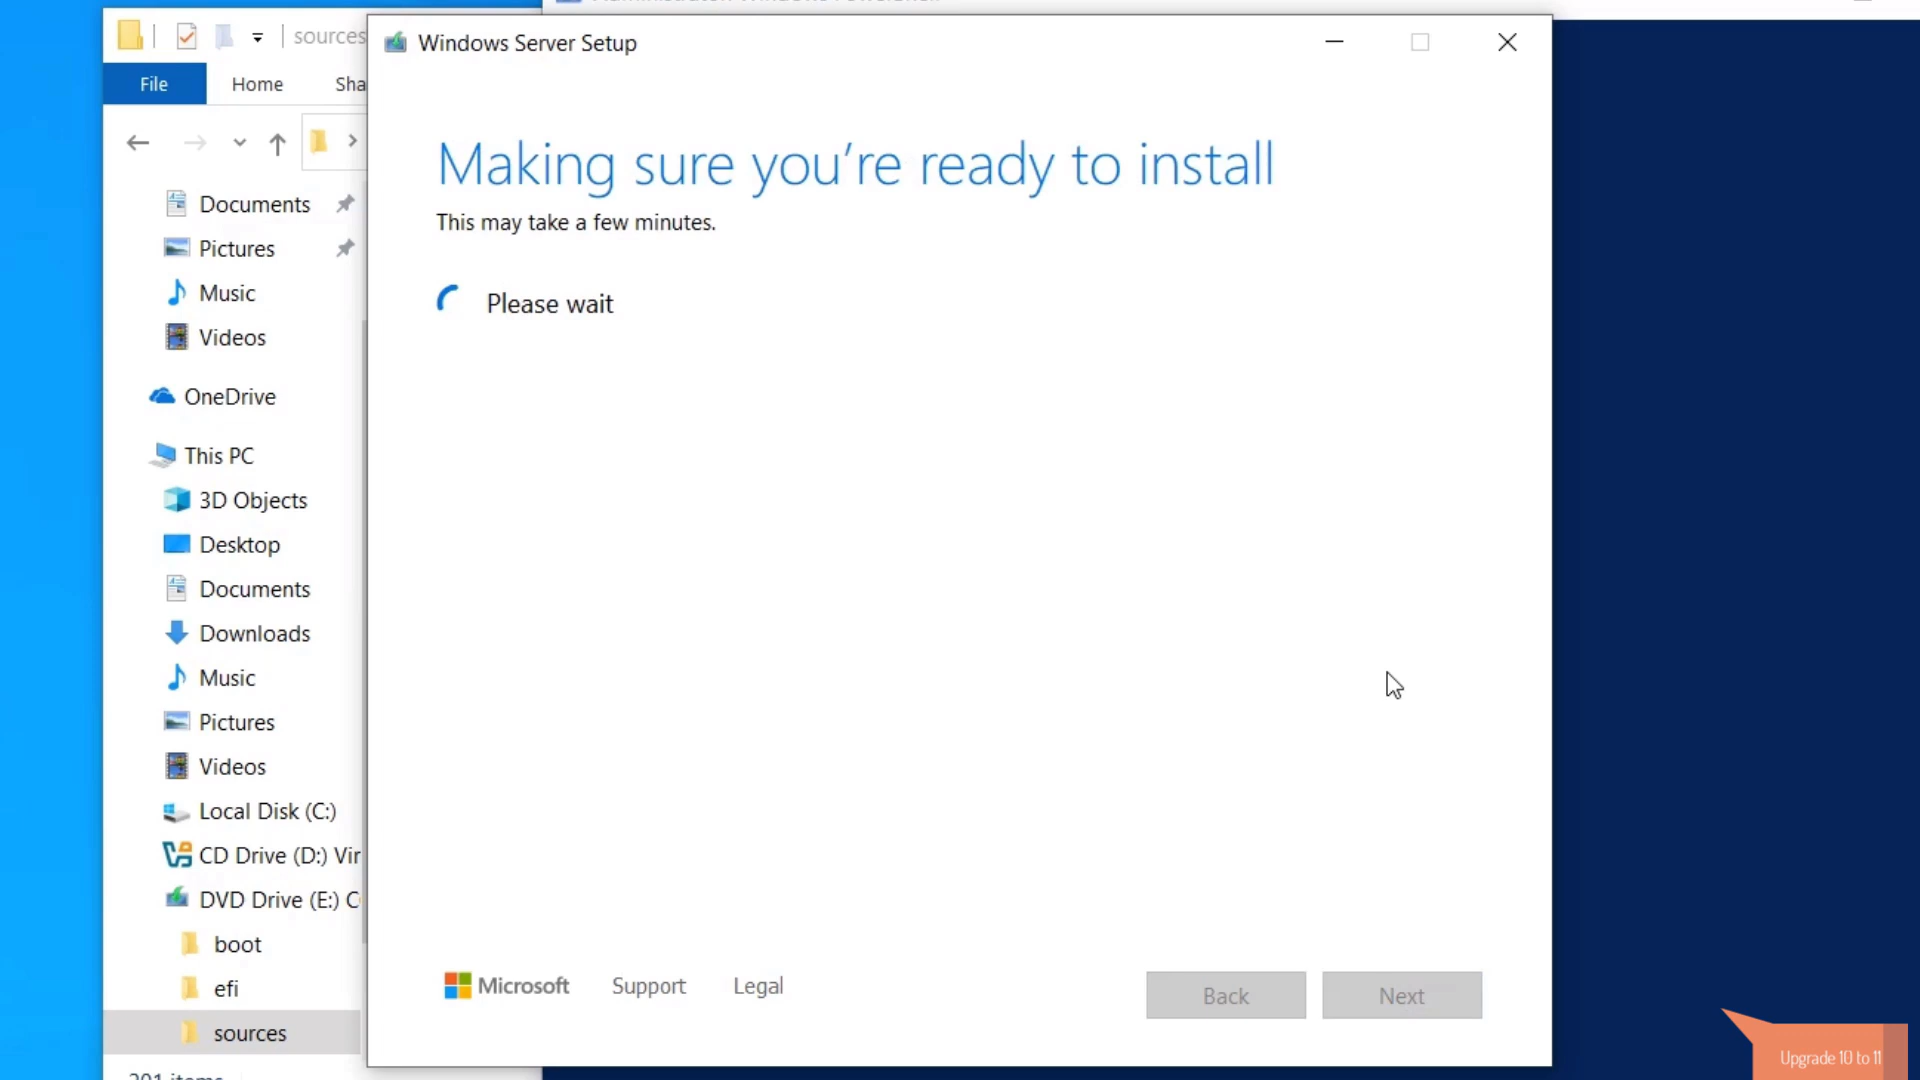 sources
File
Home
Sha
Documents
Pictures
Music
Videos
OneDrive
This PC
3D Objects
Desktop
Documents
Downloads
Music
Pictures
Videos
Local Disk (C:)
CD Drive (D:) Vir
DVD Drive (E:) C
boot
efi
sources
Windows Server Setup
Making sure you're ready to install
This may take a few minutes.
Please wait
Microsoft
Support
Legal
Back
Next
Upgrade 10 to 11